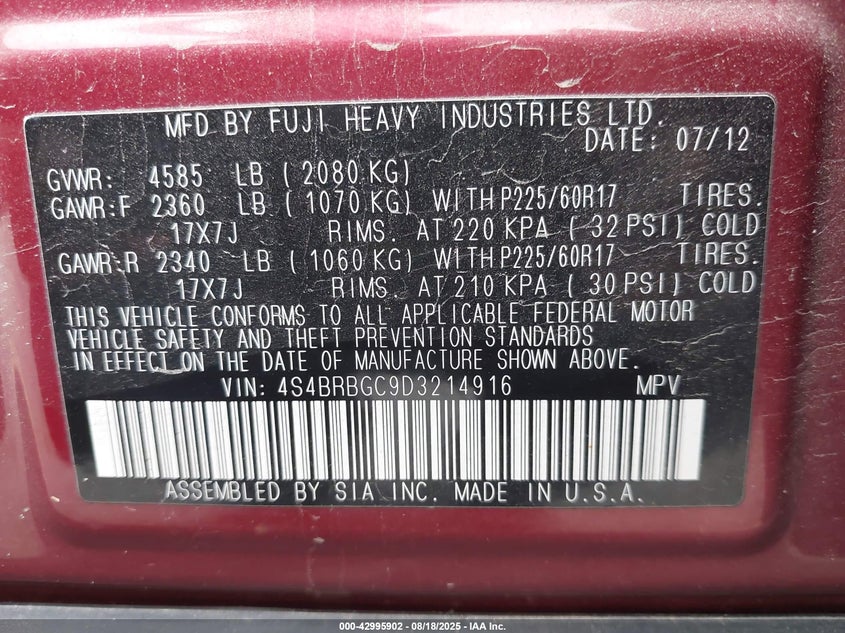 MFD BY FUJI HEAVY INDUSTRIES LTD.
DATE: 07/12
GVWR: 4585 LB ( 2080 KG)
GAWR:F 2360 LB ( 1070 KG) WITH P225/60R17 TIRES.
17X7J RIMS. AT 220 KPA ( 32 PSI) COLD
GAWR:R 2340 LB ( 1060 KG) WITH P225/60R17 TIRES.
17X7J RIMS. AT 210 KPA ( 30 PSI) COLD
THIS VEHICLE CONFORMS TO ALL APPLICABLE FEDERAL MOTOR
VEHICLE SAFETY AND THEFT PREVENTION STANDARDS
IN EFFECT ON THE DATE OF MANUFACTURE SHOWN ABOVE.
VIN: 4S4BRBGC9D3214916 MPV
ASSEMBLED BY SIA INC. MADE IN U.S.A.
000-42995902 - 08/18/2025 - IAA Inc.